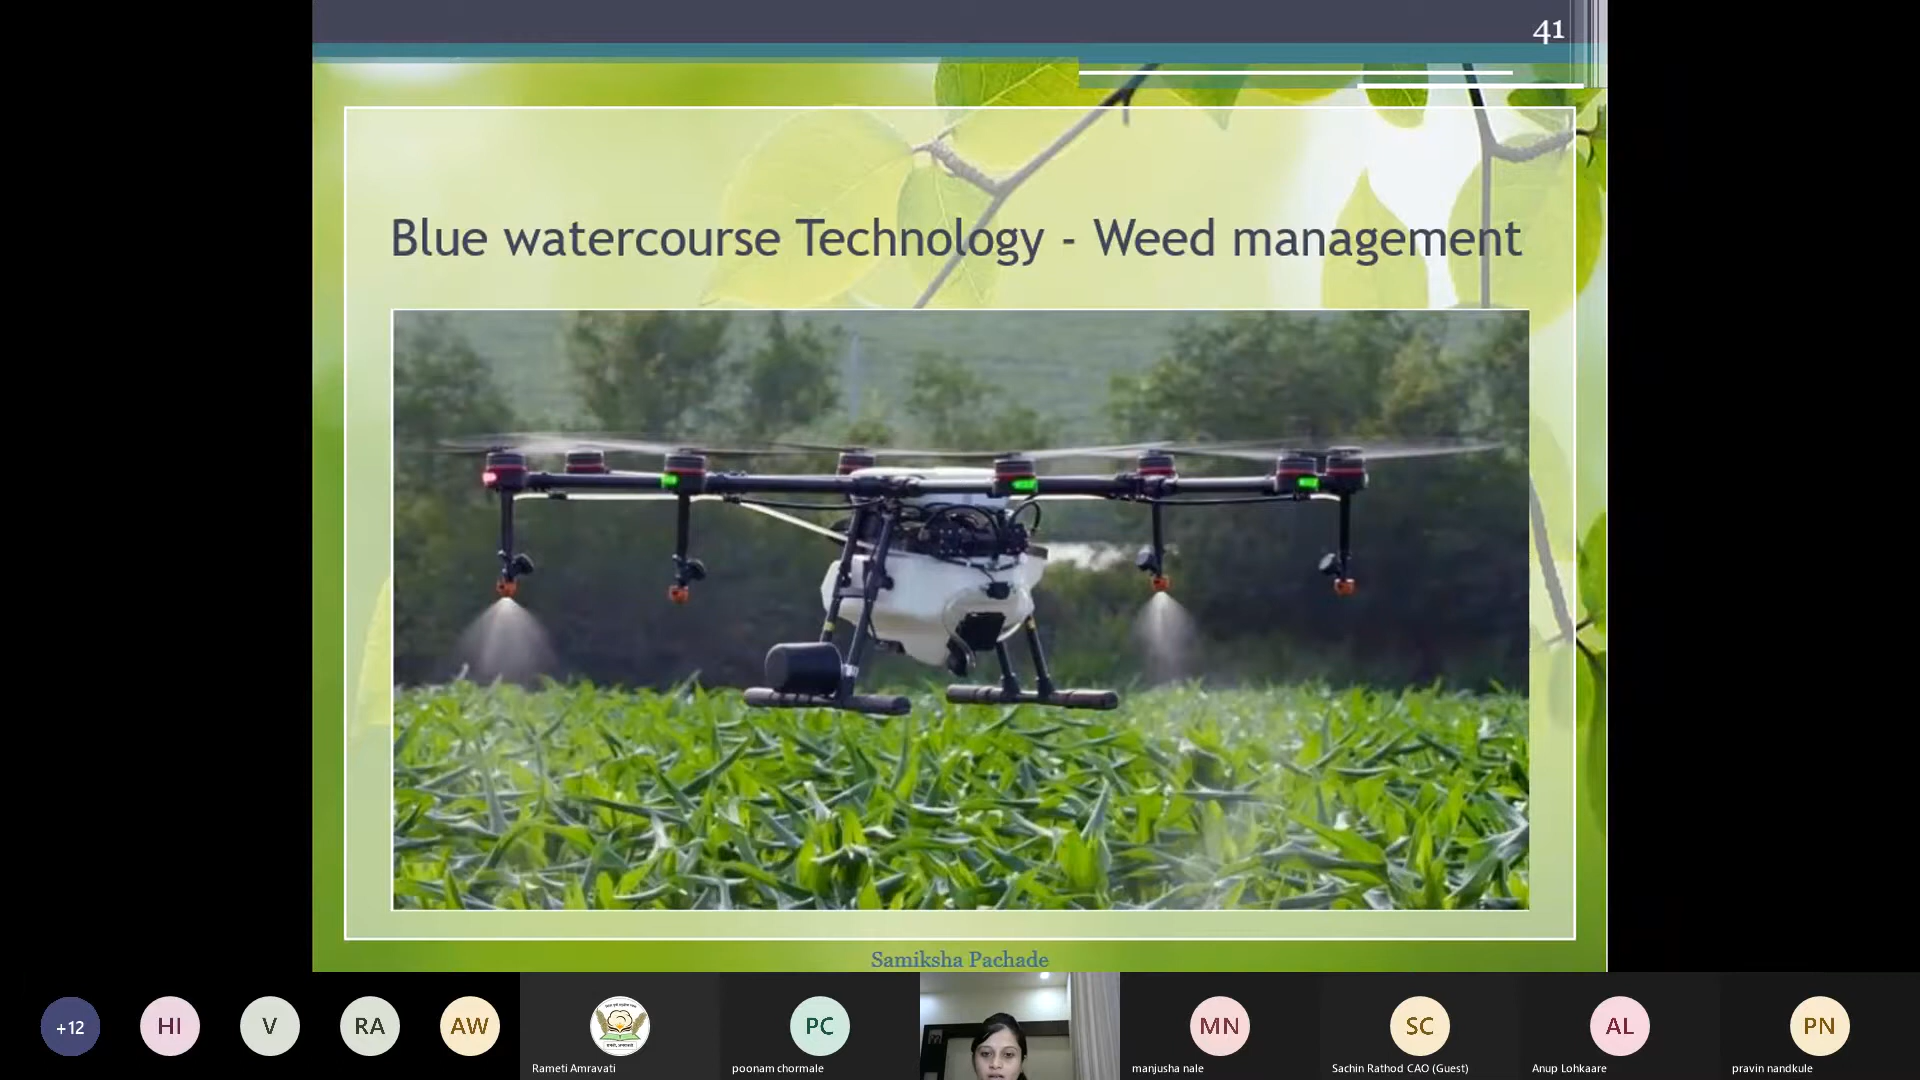 41
Blue watercourse Technology - Weed management
Samiksha Pachade
+12
HI
V
RA
AW
Rameti Amravati
PC
poonam chormale
MN
manjusha nale
SC
Sachin Rathod CAO (Guest)
AL
Anup Lohkaare
PN
pravin nandkule